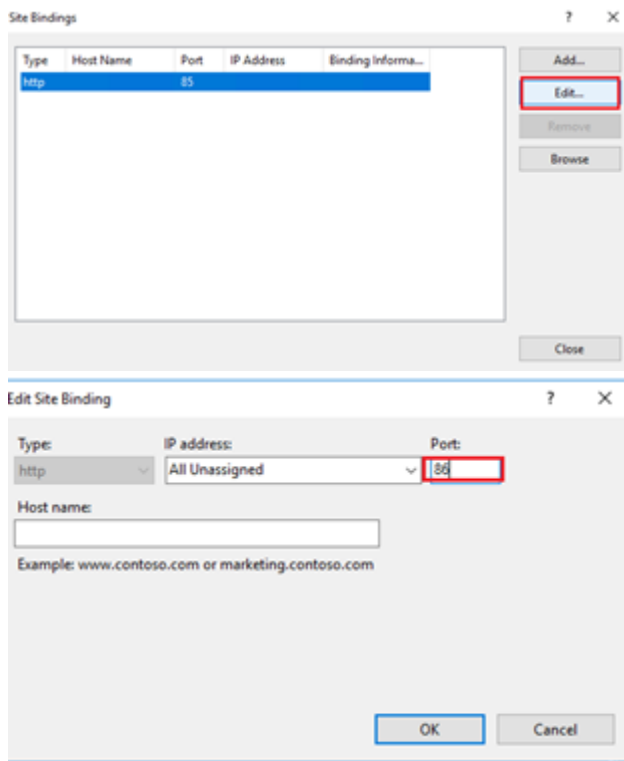 Site Bindings ? X
Type Host Name Port IP Address Binding Informa... Add...
http 85 Edit...
Remove
Browse
Close
Edit Site Binding ? X
Type: IP address: Port:
http All Unassigned 86
Host name:
Example: www.contoso.com or marketing.contoso.com
OK Cancel